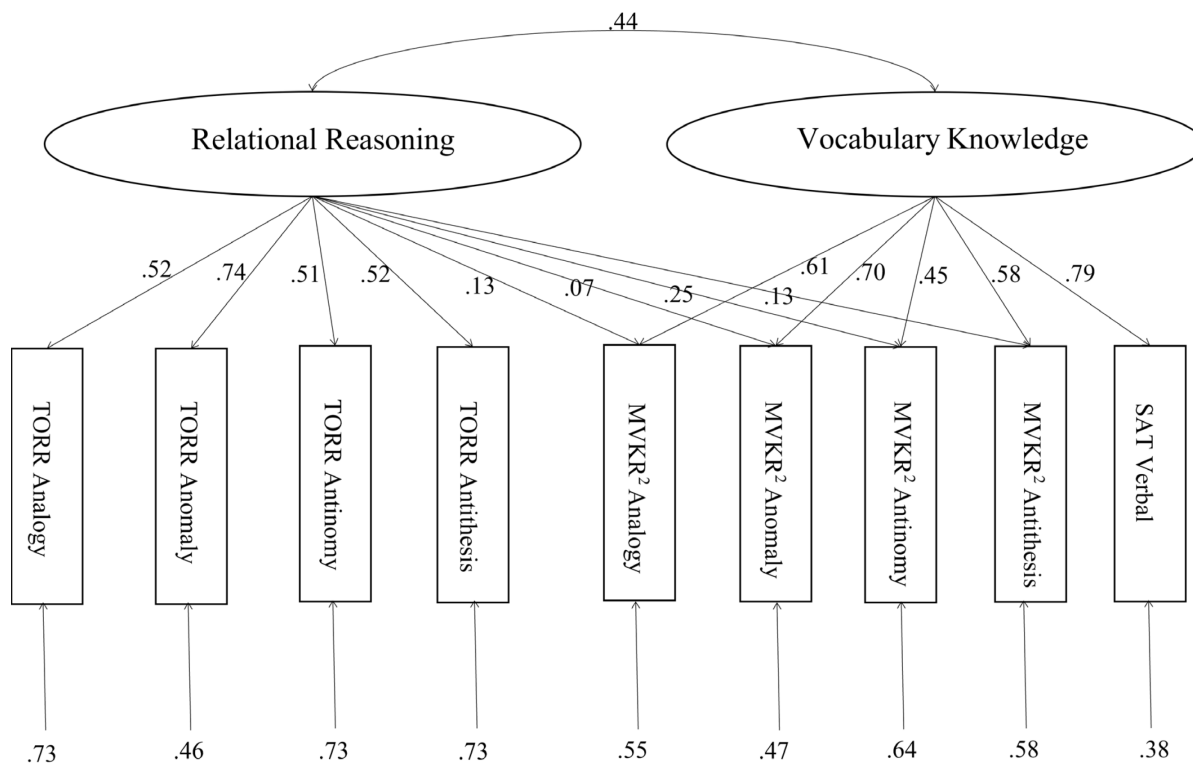 .44
Relational Reasoning
Vocabulary Knowledge
.52
.74
.51
.52
.13
.07
.25
.13
.61
.70
.45
.58
.79
TORR Analogy
TORR Anomaly
TORR Antinomy
TORR Antithesis
MVKR² Analogy
MVKR² Anomaly
MVKR² Antinomy
MVKR² Antithesis
SAT Verbal
.73
.46
.73
.73
.55
.47
.64
.58
.38